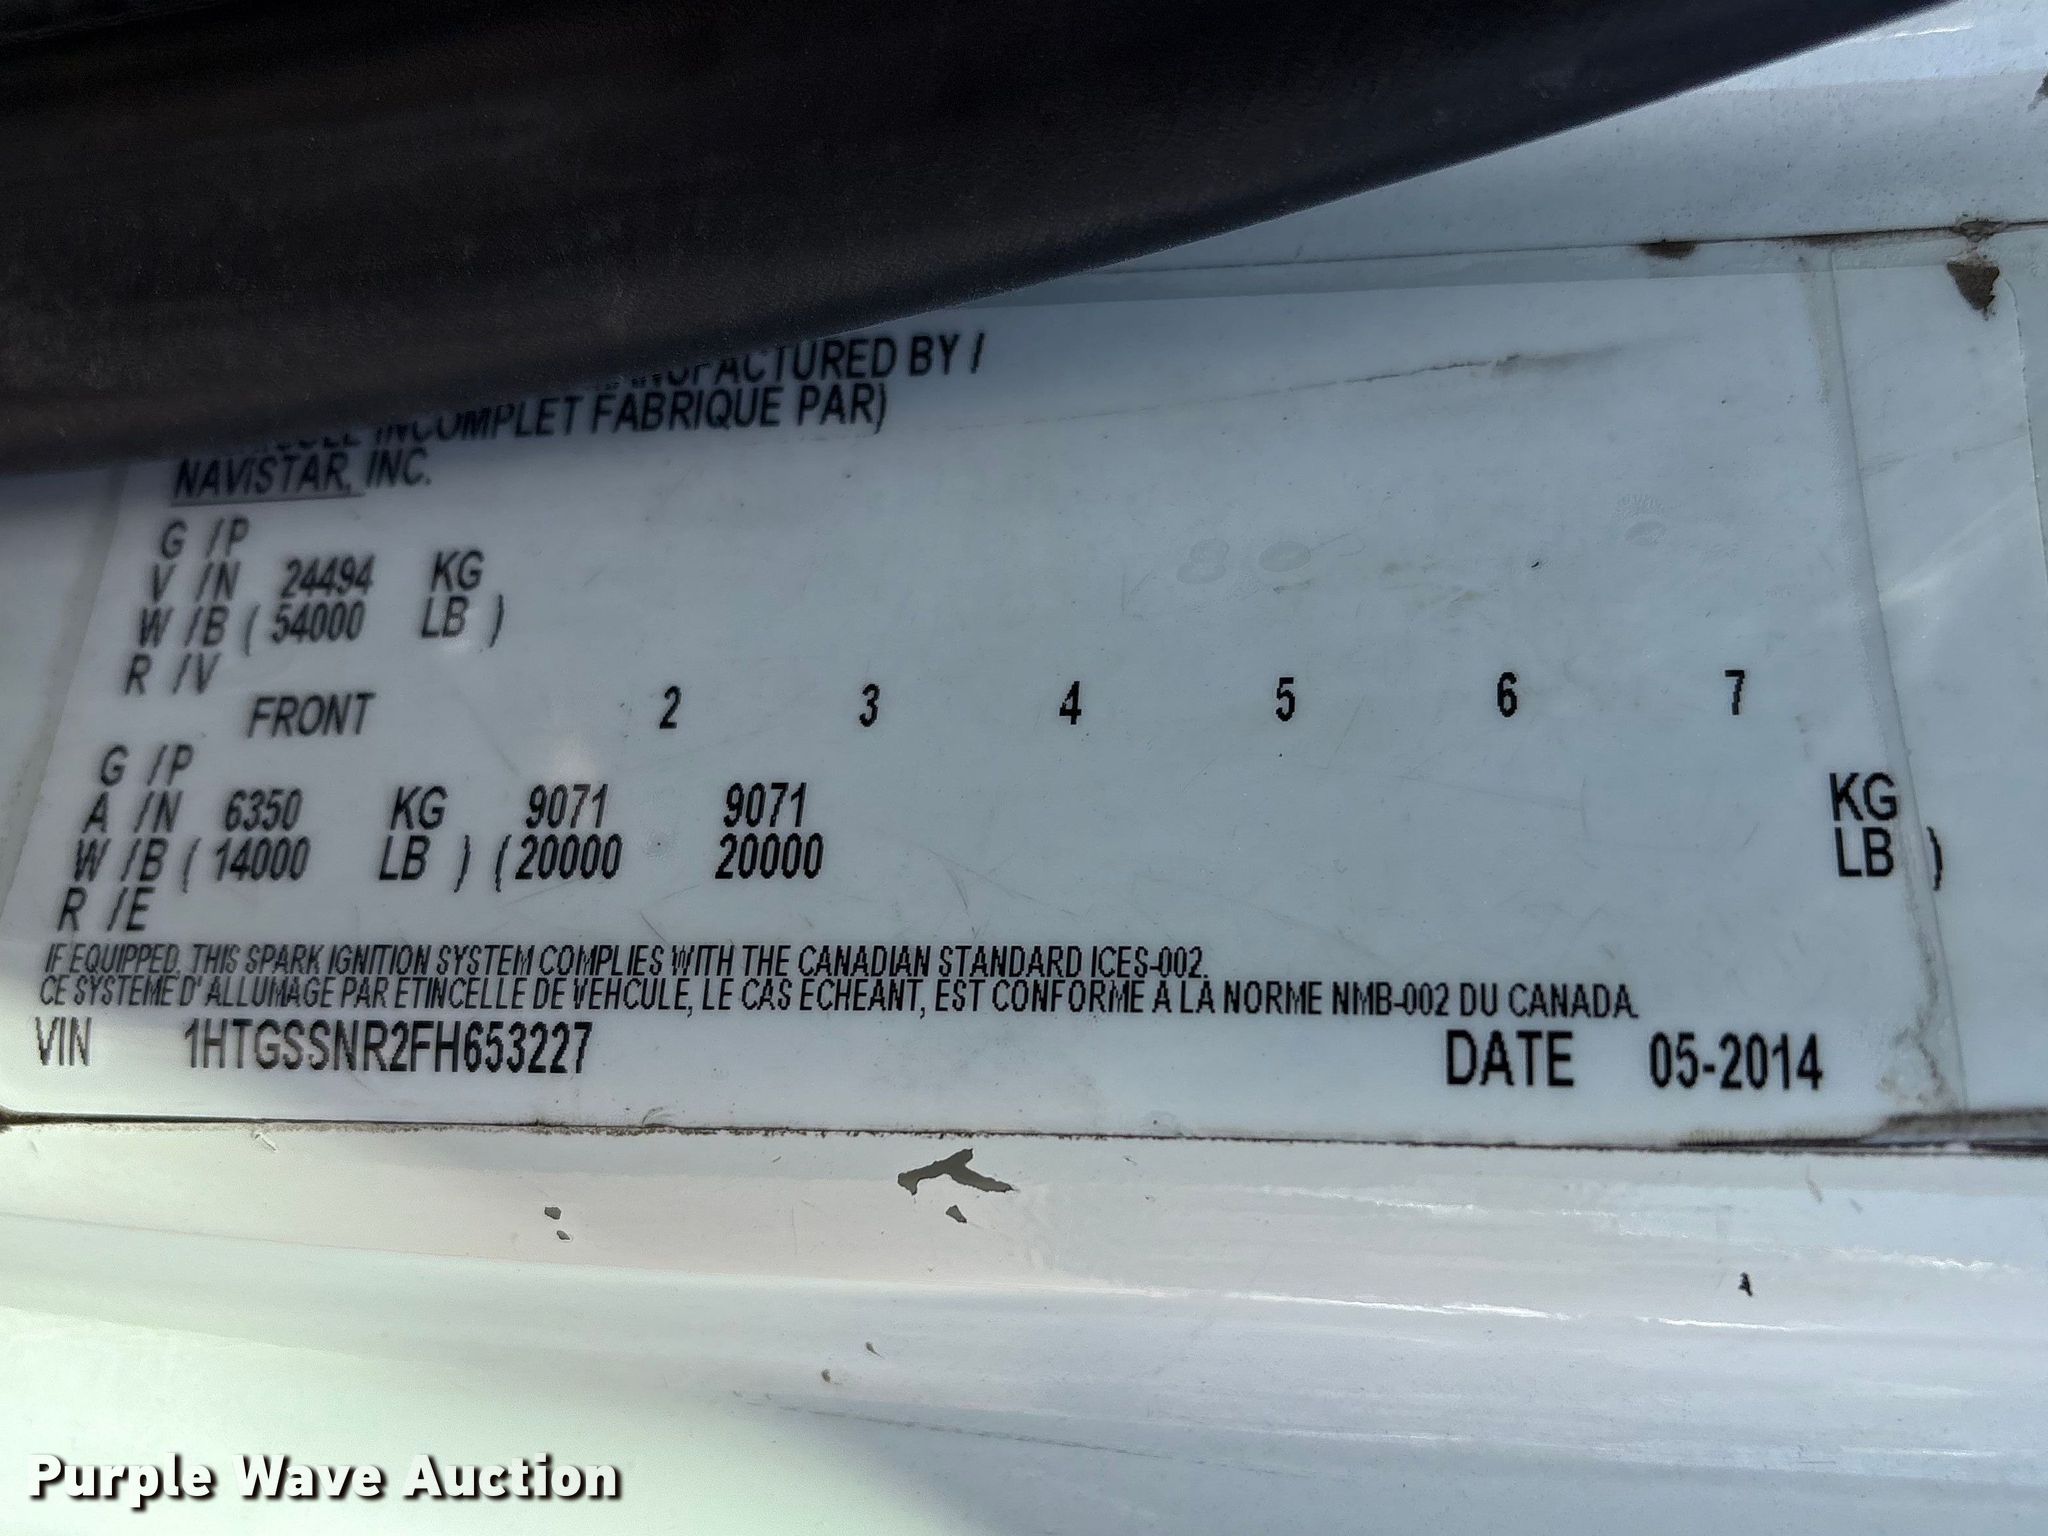 MANUFACTURED BY /
INCOMPLET FABRIQUE PAR)
NAVISTAR, INC.
G /P
V /N 24494 KG
W /B ( 54000 LB )
R /V
FRONT 2 3 4 5 6 7
G /P
A /N 6350 KG 9071 9071 KG
W /B ( 14000 LB ) ( 20000 20000 LB )
R /E
IF EQUIPPED, THIS SPARK IGNITION SYSTEM COMPLIES WITH THE CANADIAN STANDARD ICES-002.
CE SYSTEME D' ALLUMAGE PAR ETINCELLE DE VEHCULE, LE CAS ECHEANT, EST CONFORME A LA NORME NMB-002 DU CANADA.
VIN 1HTGSSNR2FH653227 DATE 05-2014
Purple Wave Auction